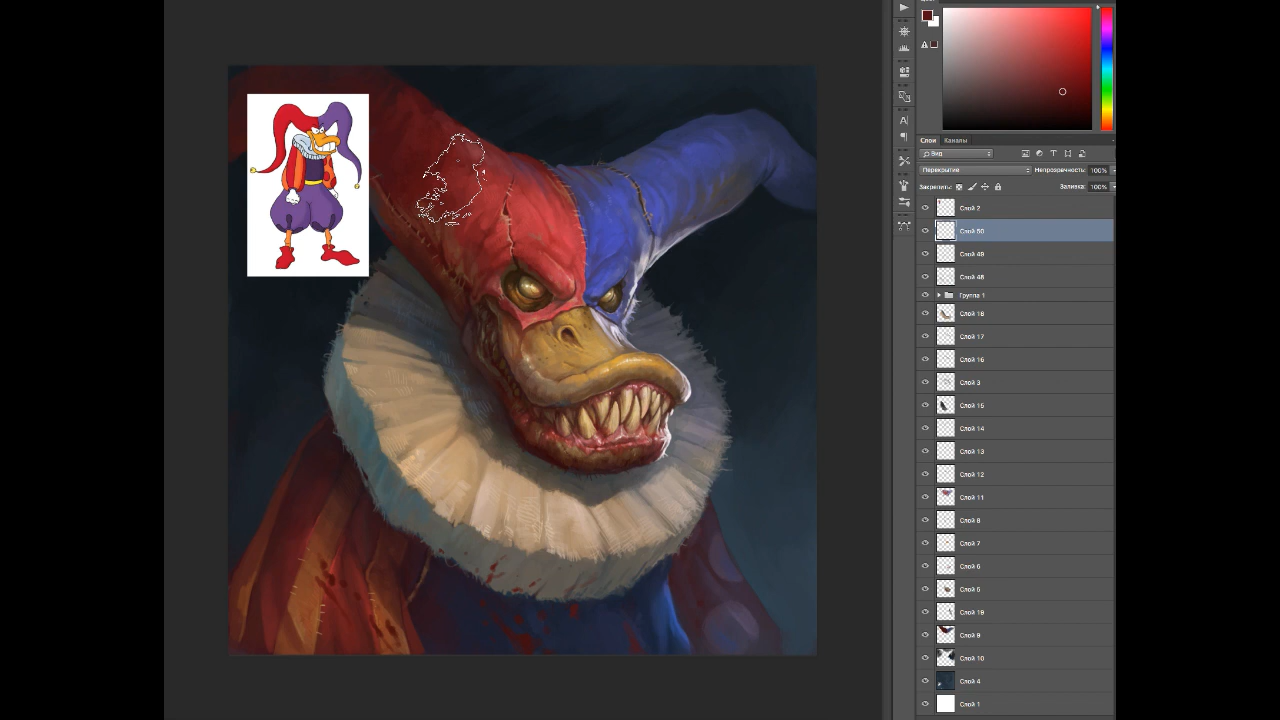 Слои Каналы
Вид
Перекрытие Непрозрачность: 100%
Закрепить: Заливка: 100%
Слой 2
Слой 50
Слой 49
Слой 48
Группа 1
Слой 18
Слой 17
Слой 16
Слой 3
Слой 15
Слой 14
Слой 13
Слой 12
Слой 11
Слой 8
Слой 7
Слой 6
Слой 5
Слой 19
Слой 9
Слой 10
Слой 4
Слой 1